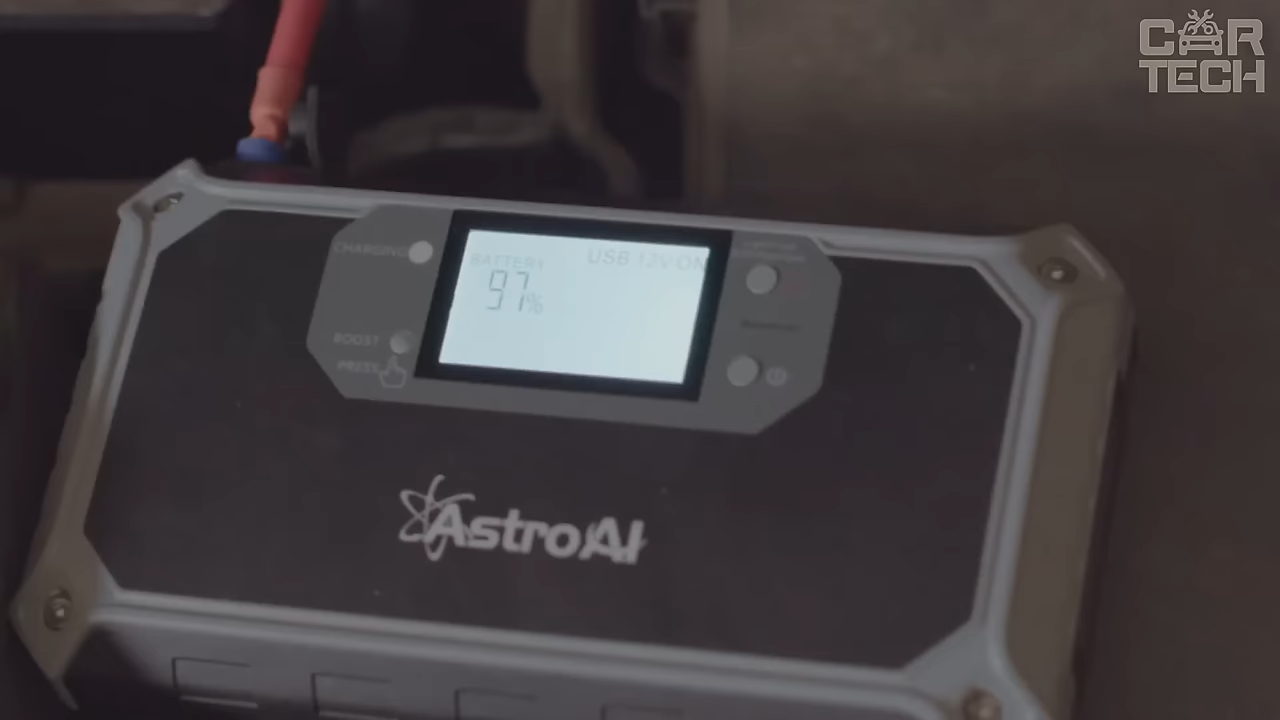 CAR
TECH
CHARGING
BATTERY
USB 12V ON
97%
BOOST
PRESS
AstroAI